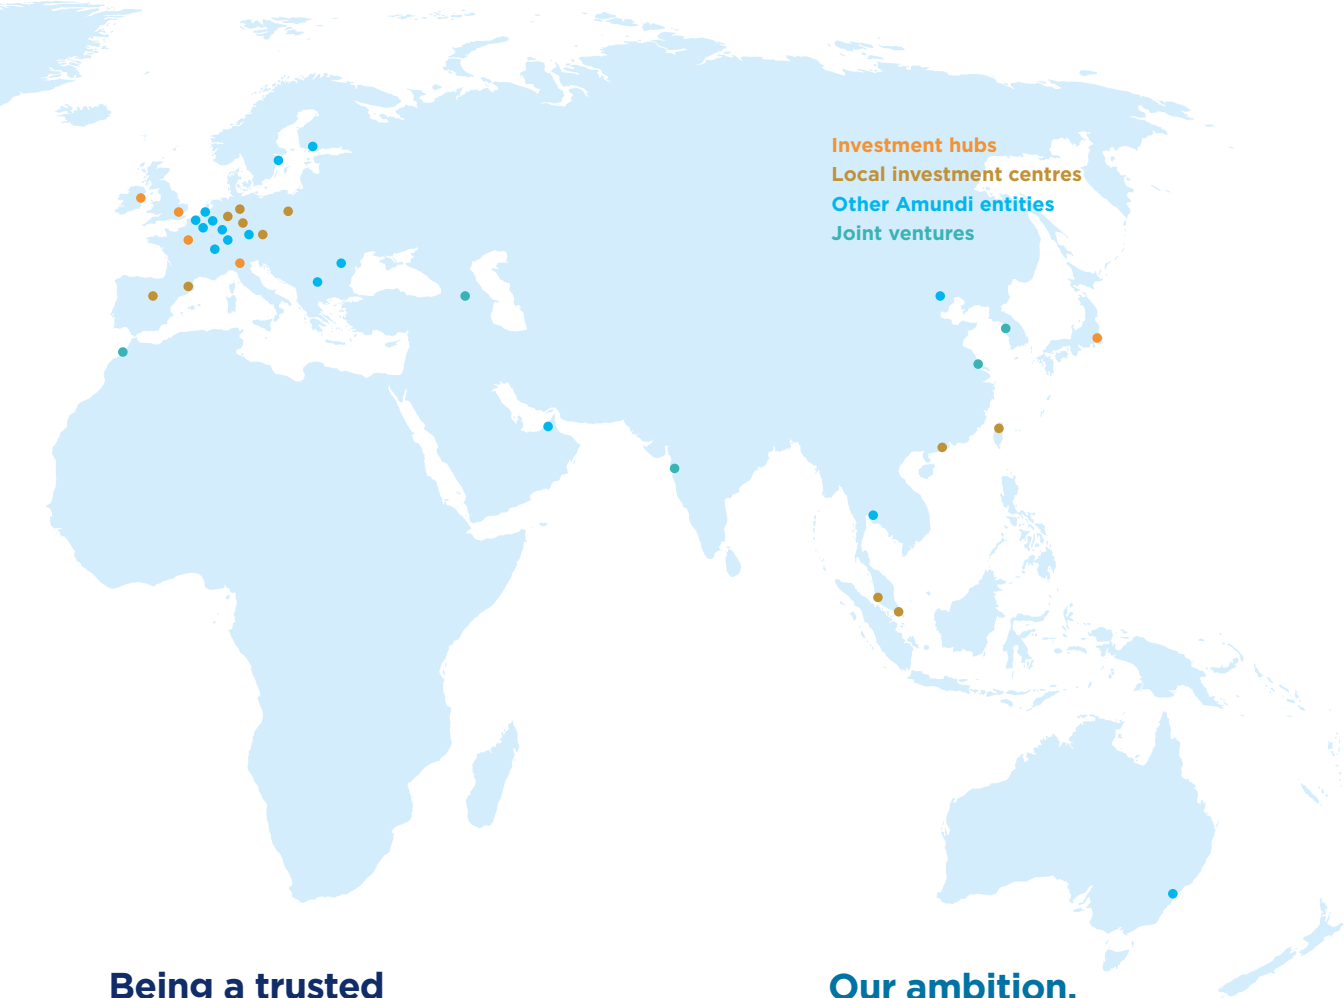 Investment hubs
Local investment centres
Other Amundi entities
Joint ventures
Being a trusted
Our ambition,